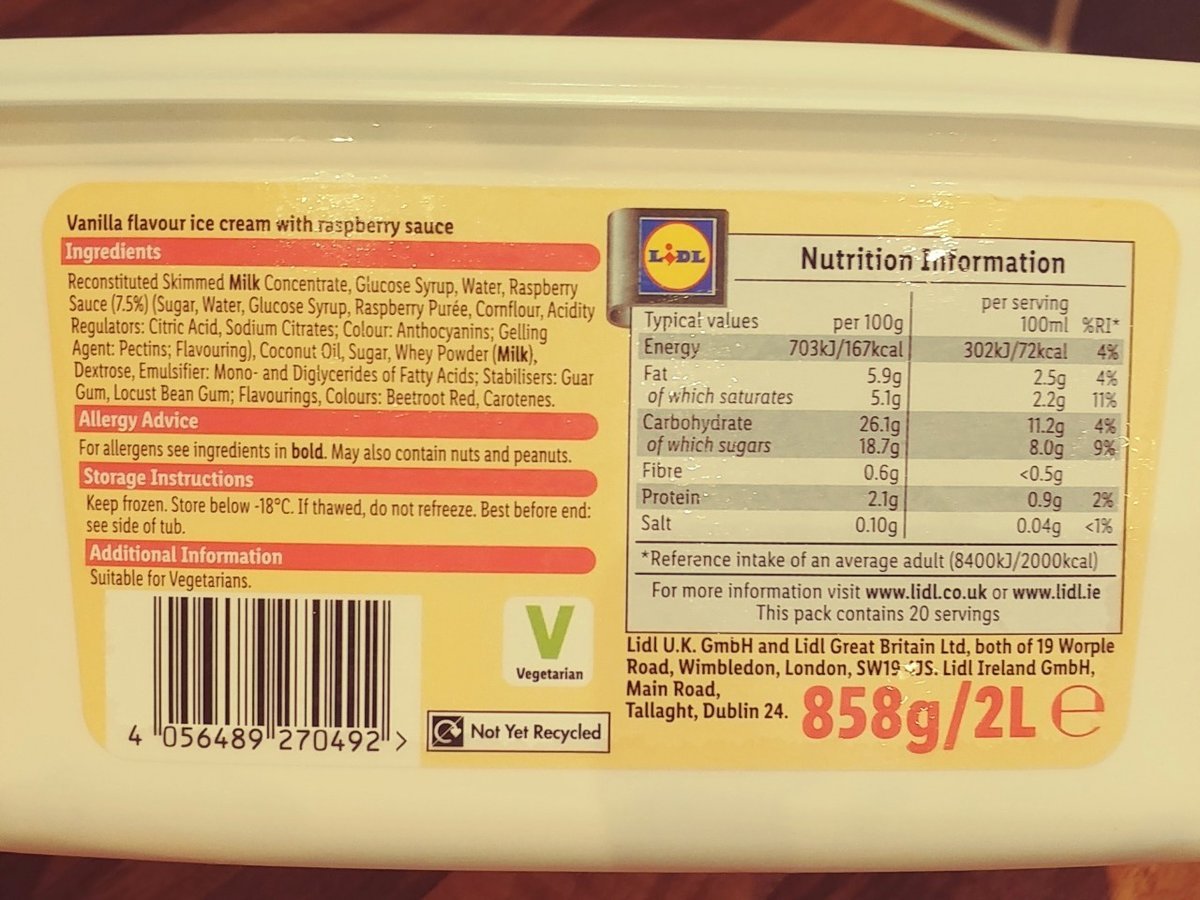 Vanilla flavour ice cream with raspberry sauce
Ingredients
Reconstituted Skimmed Milk Concentrate, Glucose Syrup, Water, Raspberry
Sauce (7.5%) (Sugar, Water, Glucose Syrup, Raspberry Purée, Cornflour, Acidity
Regulators: Citric Acid, Sodium Citrates; Colour: Anthocyanins; Gelling
Agent: Pectins; Flavouring), Coconut Oil, Sugar, Whey Powder (Milk),
Dextrose, Emulsifier: Mono- and Diglycerides of Fatty Acids; Stabilisers: Guar
Gum, Locust Bean Gum; Flavourings, Colours: Beetroot Red, Carotenes.
Allergy Advice
For allergens see ingredients in bold. May also contain nuts and peanuts.
Storage Instructions
Keep frozen. Store below -18°C. If thawed, do not refreeze. Best before end:
see side of tub.
Additional Information
Suitable for Vegetarians.
4 056489 270492 >
V
Vegetarian
Not Yet Recycled
LIDL
Nutrition Information
per serving
Typical values per 100g 100ml %RI*
Energy 703kJ/167kcal 302kJ/72kcal 4%
Fat 5.9g 2.5g 4%
of which saturates 5.1g 2.2g 11%
Carbohydrate 26.1g 11.2g 4%
of which sugars 18.7g 8.0g 9%
Fibre 0.6g <0.5g
Protein 2.1g 0.9g 2%
Salt 0.10g 0.04g <1%
*Reference intake of an average adult (8400kJ/2000kcal)
For more information visit www.lidl.co.uk or www.lidl.ie
This pack contains 20 servings
Lidl U.K. GmbH and Lidl Great Britain Ltd, both of 19 Worple
Road, Wimbledon, London, SW19 Lidl Ireland GmbH,
Main Road,
Tallaght, Dublin 24.
858g/2L e